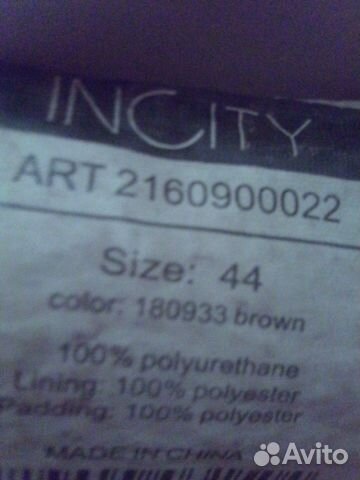 INCITY
ART 2160900022
Size: 44
color: 180933 brown
100% polyurethane
Lining: 100% polyester
Padding: 100% polyester
MADE IN CHINA
Avito